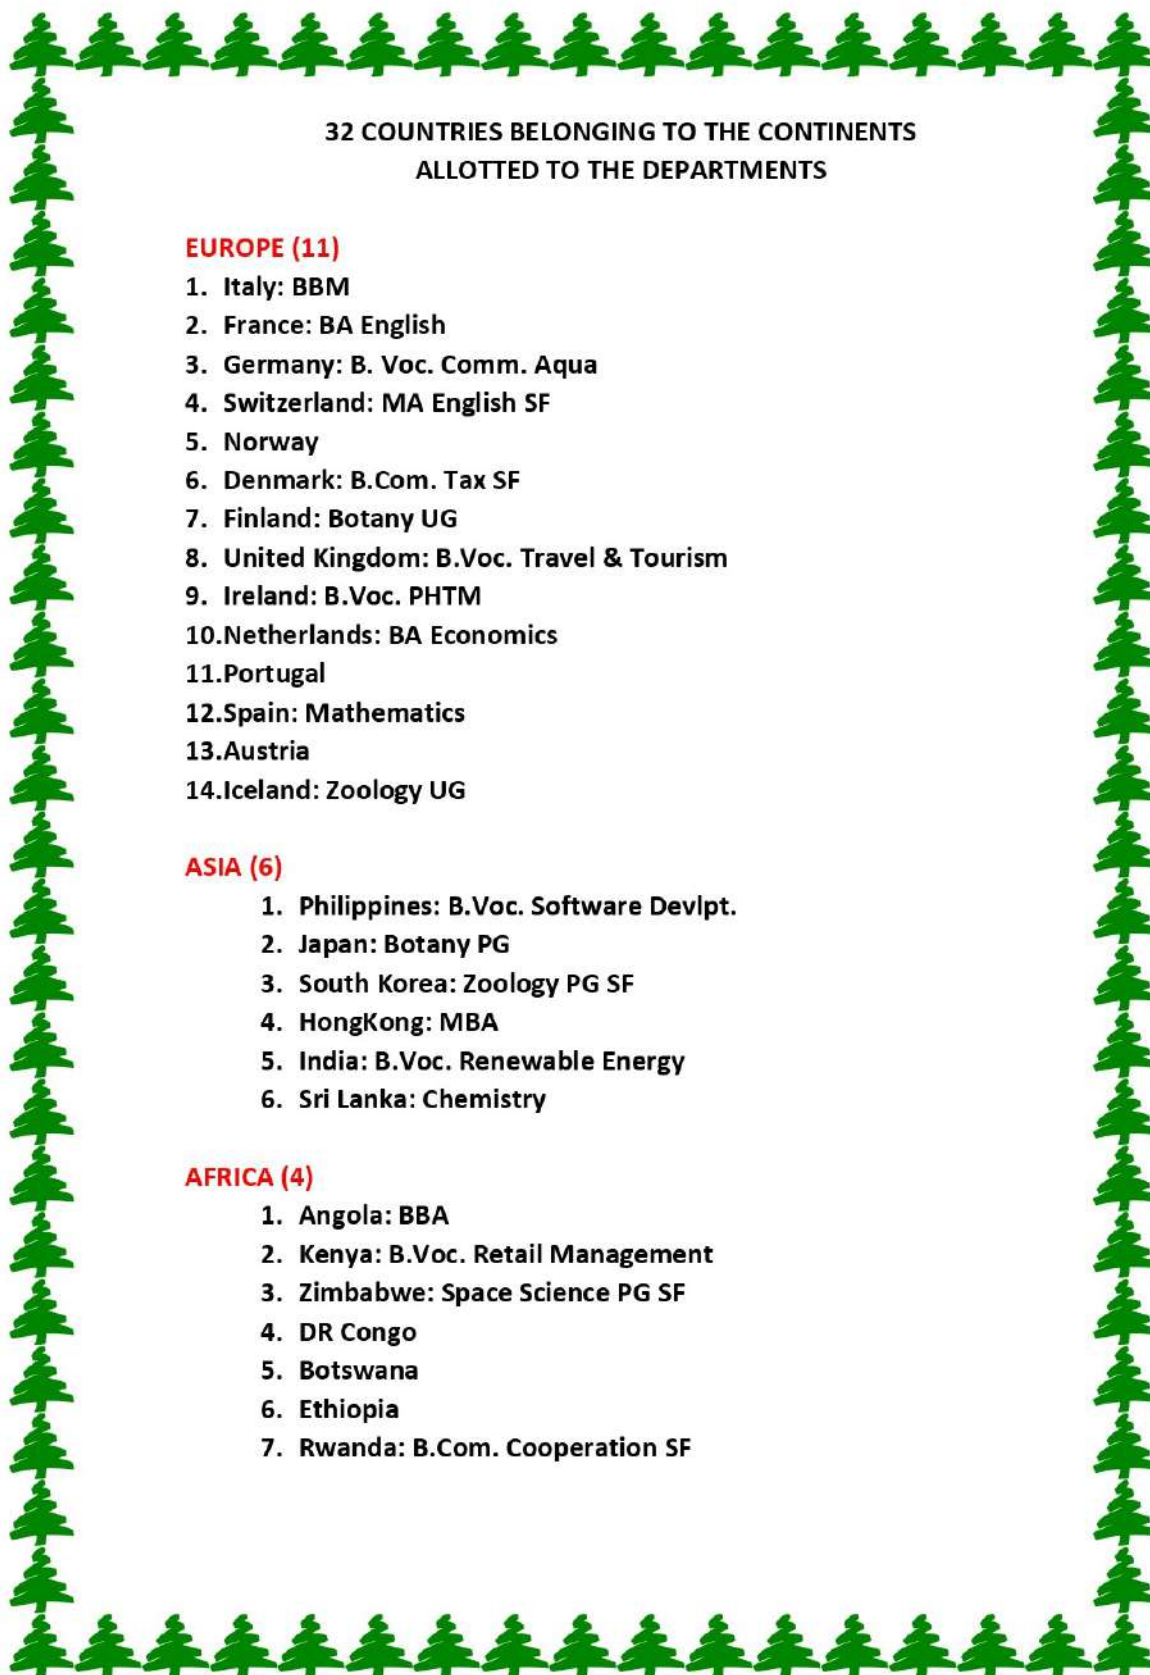 32 COUNTRIES BELONGING TO THE CONTINENTS
ALLOTTED TO THE DEPARTMENTS
EUROPE (11)
1. Italy: BBM
2. France: BA English
3. Germany: B. Voc. Comm. Aqua
4. Switzerland: MA English SF
5. Norway
6. Denmark: B.Com. Tax SF
7. Finland: Botany UG
8. United Kingdom: B.Voc. Travel & Tourism
9. Ireland: B.Voc. PHTM
10.Netherlands: BA Economics
11.Portugal
12.Spain: Mathematics
13.Austria
14.Iceland: Zoology UG
ASIA (6)
1. Philippines: B.Voc. Software Devlpt.
2. Japan: Botany PG
3. South Korea: Zoology PG SF
4. HongKong: MBA
5. India: B.Voc. Renewable Energy
6. Sri Lanka: Chemistry
AFRICA (4)
1. Angola: BBA
2. Kenya: B.Voc. Retail Management
3. Zimbabwe: Space Science PG SF
4. DR Congo
5. Botswana
6. Ethiopia
7. Rwanda: B.Com. Cooperation SF